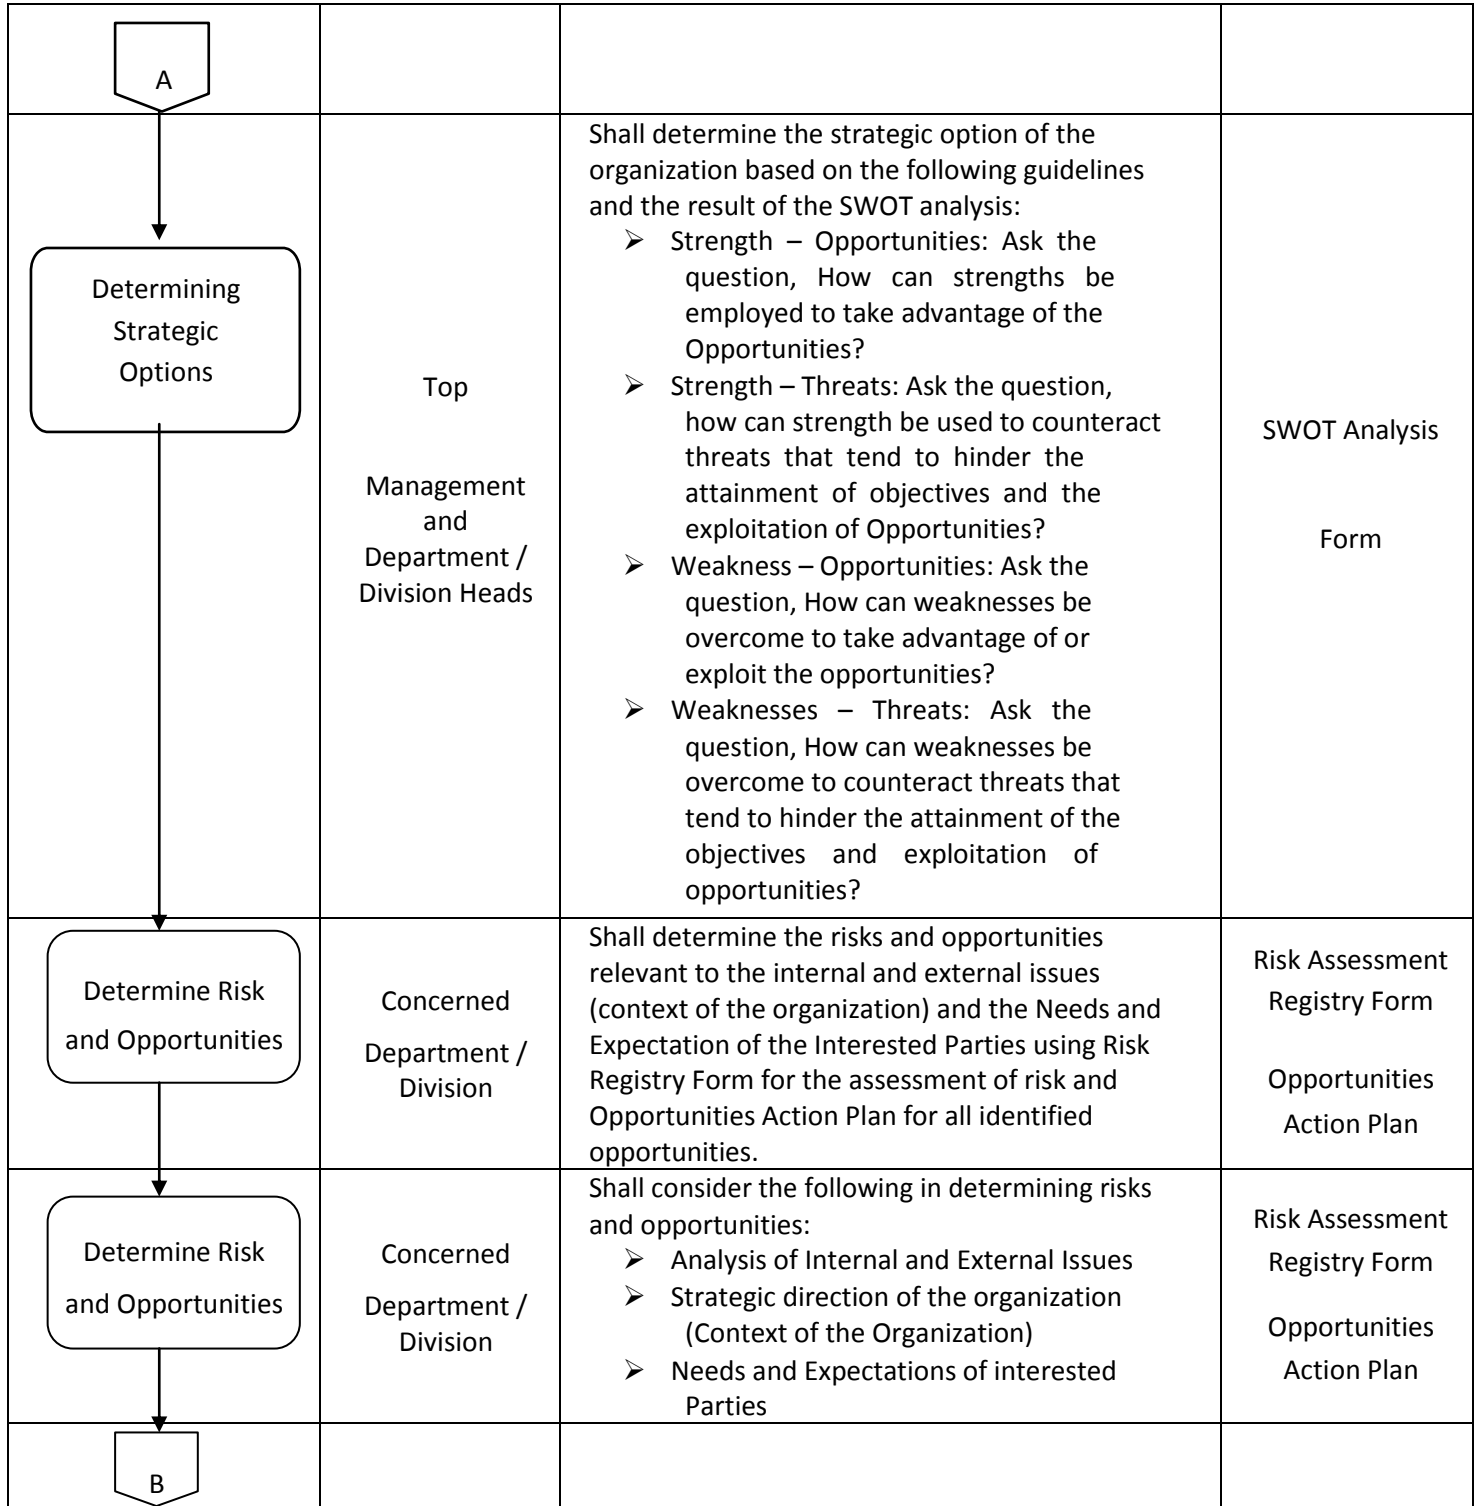 A
Determining
Strategic
Options
Top
Management
and
Department /
Division Heads
Shall determine the strategic option of the
organization based on the following guidelines
and the result of the SWOT analysis:
➢ Strength – Opportunities: Ask the
question, How can strengths be
employed to take advantage of the
Opportunities?
➢ Strength – Threats: Ask the question,
how can strength be used to counteract
threats that tend to hinder the
attainment of objectives and the
exploitation of Opportunities?
➢ Weakness – Opportunities: Ask the
question, How can weaknesses be
overcome to take advantage of or
exploit the opportunities?
➢ Weaknesses – Threats: Ask the
question, How can weaknesses be
overcome to counteract threats that
tend to hinder the attainment of the
objectives and exploitation of
opportunities?
SWOT Analysis
Form
Determine Risk
and Opportunities
Concerned
Department /
Division
Shall determine the risks and opportunities
relevant to the internal and external issues
(context of the organization) and the Needs and
Expectation of the Interested Parties using Risk
Registry Form for the assessment of risk and
Opportunities Action Plan for all identified
opportunities.
Risk Assessment
Registry Form
Opportunities
Action Plan
Determine Risk
and Opportunities
Concerned
Department /
Division
Shall consider the following in determining risks
and opportunities:
➢ Analysis of Internal and External Issues
➢ Strategic direction of the organization
(Context of the Organization)
➢ Needs and Expectations of interested
Parties
Risk Assessment
Registry Form
Opportunities
Action Plan
B